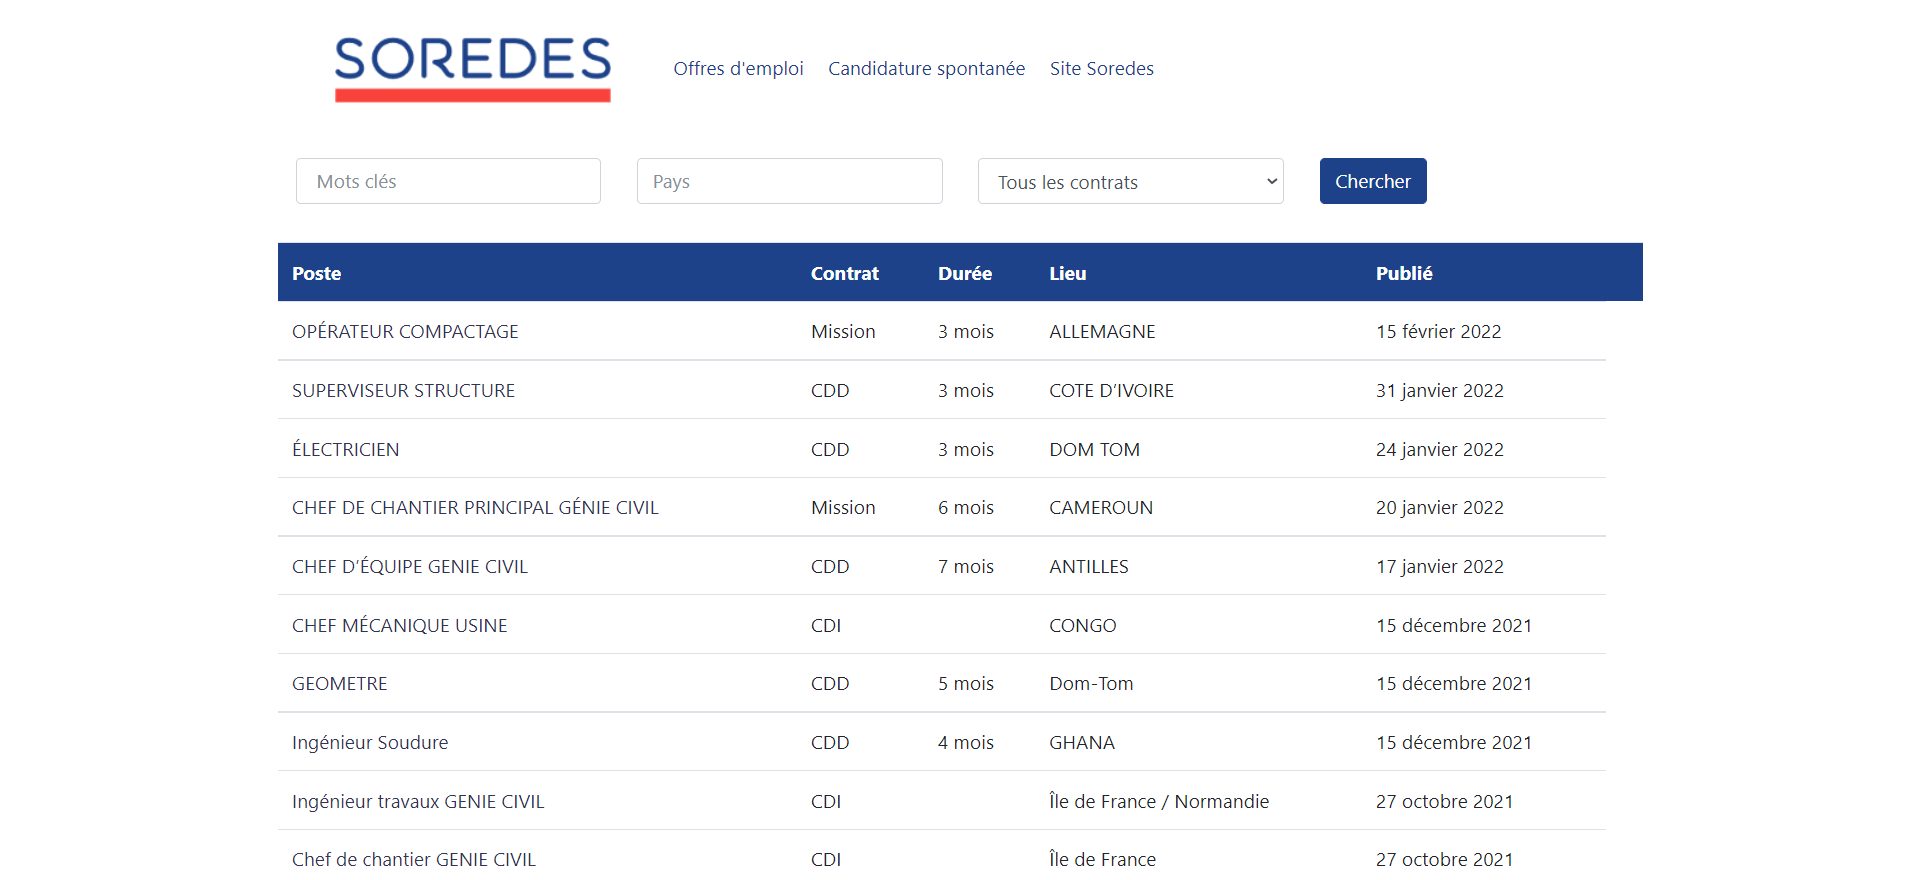 SOREDES
Offres d'emploi Candidature spontanée Site Soredes
Mots clés Pays Tous les contrats Chercher
Poste Contrat Durée Lieu Publié
OPÉRATEUR COMPACTAGE Mission 3 mois ALLEMAGNE 15 février 2022
SUPERVISEUR STRUCTURE CDD 3 mois COTE D’IVOIRE 31 janvier 2022
ÉLECTRICIEN CDD 3 mois DOM TOM 24 janvier 2022
CHEF DE CHANTIER PRINCIPAL GÉNIE CIVIL Mission 6 mois CAMEROUN 20 janvier 2022
CHEF D’ÉQUIPE GENIE CIVIL CDD 7 mois ANTILLES 17 janvier 2022
CHEF MÉCANIQUE USINE CDI CONGO 15 décembre 2021
GEOMETRE CDD 5 mois Dom-Tom 15 décembre 2021
Ingénieur Soudure CDD 4 mois GHANA 15 décembre 2021
Ingénieur travaux GENIE CIVIL CDI Île de France / Normandie 27 octobre 2021
Chef de chantier GENIE CIVIL CDI Île de France 27 octobre 2021